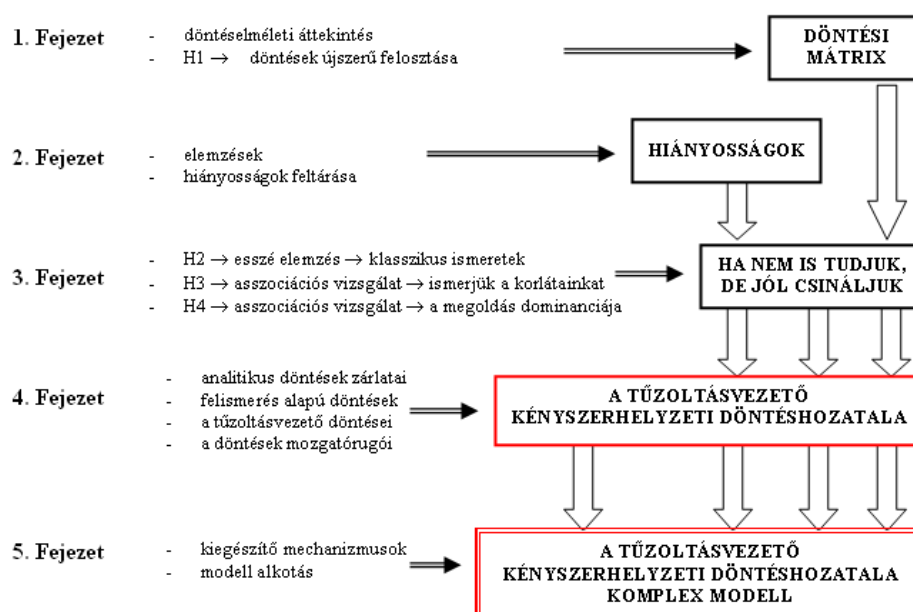 1. Fejezet
- döntéselméleti áttekintés
- H1 → döntések újszerű felosztása
DÖNTÉSI
MÁTRIX
2. Fejezet
- elemzések
- hiányosságok feltárása
HIÁNYOSSÁGOK
3. Fejezet
- H2 → esszé elemzés → klasszikus ismeretek
- H3 → asszociációs vizsgálat → ismerjük a korlátainkat
- H4 → asszociációs vizsgálat → a megoldás dominanciája
HA NEM IS TUDJUK,
DE JÓL CSINÁLJUK
4. Fejezet
- analitikus döntések zárlatai
- felismerés alapú döntések
- a tűzoltásvezető döntései
- a döntések mozgatórugói
A TŰZOLTÁSVEZETŐ
KÉNYSZERHELYZETI DÖNTÉSHOZATALA
5. Fejezet
- kiegészítő mechanizmusok
- modell alkotás
A TŰZOLTÁSVEZETŐ
KÉNYSZERHELYZETI DÖNTÉSHOZATALA
KOMPLEX MODELL